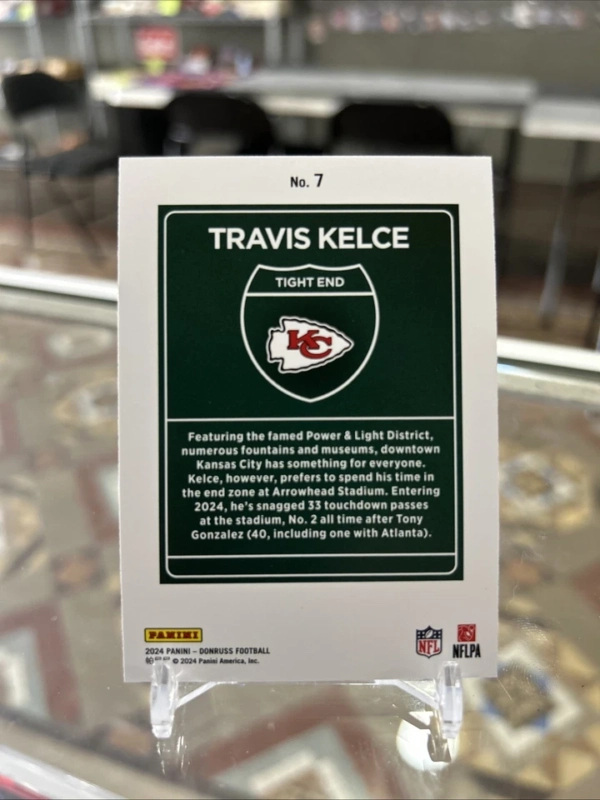 No. 7
TRAVIS KELCE
TIGHT END
KC
Featuring the famed Power & Light District,
numerous fountains and museums, downtown
Kansas City has something for everyone.
Kelce, however, prefers to spend his time in
the end zone at Arrowhead Stadium. Entering
2024, he's snagged 33 touchdown passes
at the stadium, No. 2 all time after Tony
Gonzalez (40, including one with Atlanta).
PANINI
2024 PANINI – DONRUSS FOOTBALL
© 2024 Panini America, Inc.
NFL
NFLPA